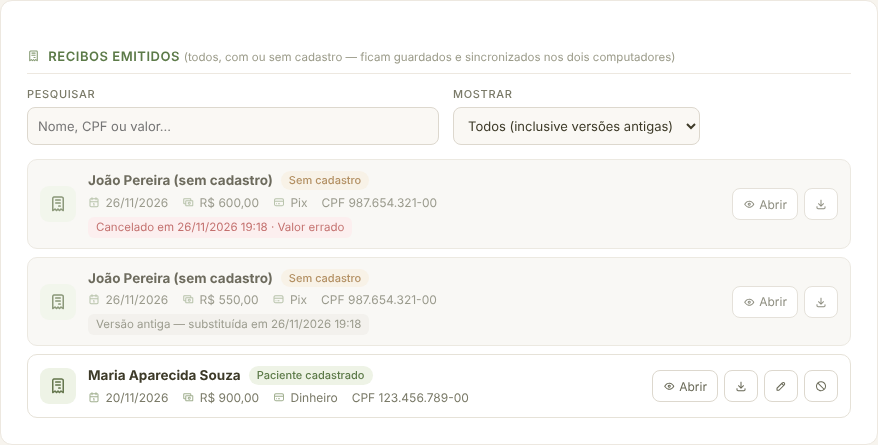 RECIBOS EMITIDOS (todos, com ou sem cadastro — ficam guardados e sincronizados nos dois computadores)
PESQUISAR
MOSTRAR
Nome, CPF ou valor...
Todos (inclusive versões antigas)
João Pereira (sem cadastro) Sem cadastro
26/11/2026 R$ 600,00 Pix CPF 987.654.321-00
Cancelado em 26/11/2026 19:18 · Valor errado
Abrir
João Pereira (sem cadastro) Sem cadastro
26/11/2026 R$ 550,00 Pix CPF 987.654.321-00
Versão antiga — substituída em 26/11/2026 19:18
Abrir
Maria Aparecida Souza Paciente cadastrado
20/11/2026 R$ 900,00 Dinheiro CPF 123.456.789-00
Abrir